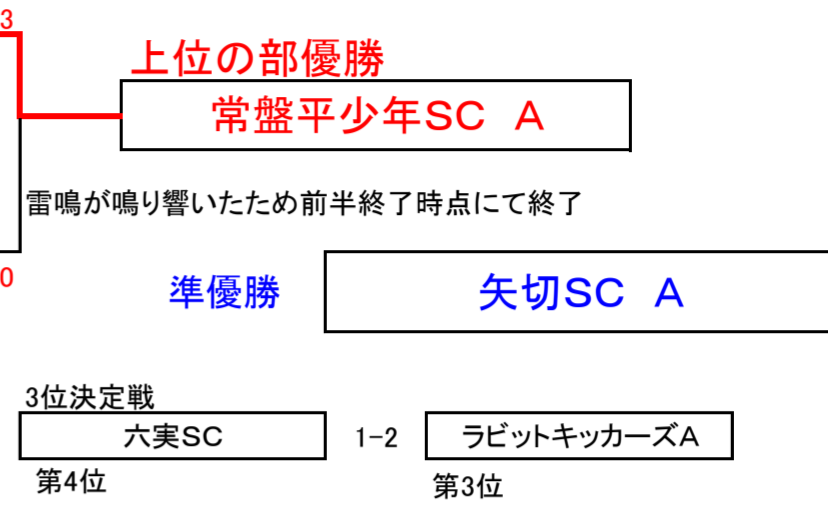 3
上位の部優勝
常盤平少年SC　A
雷鳴が鳴り響いたため前半終了時点にて終了
0
準優勝
矢切SC　A
3位決定戦
六実SC
1-2
ラビットキッカーズA
第4位
第3位